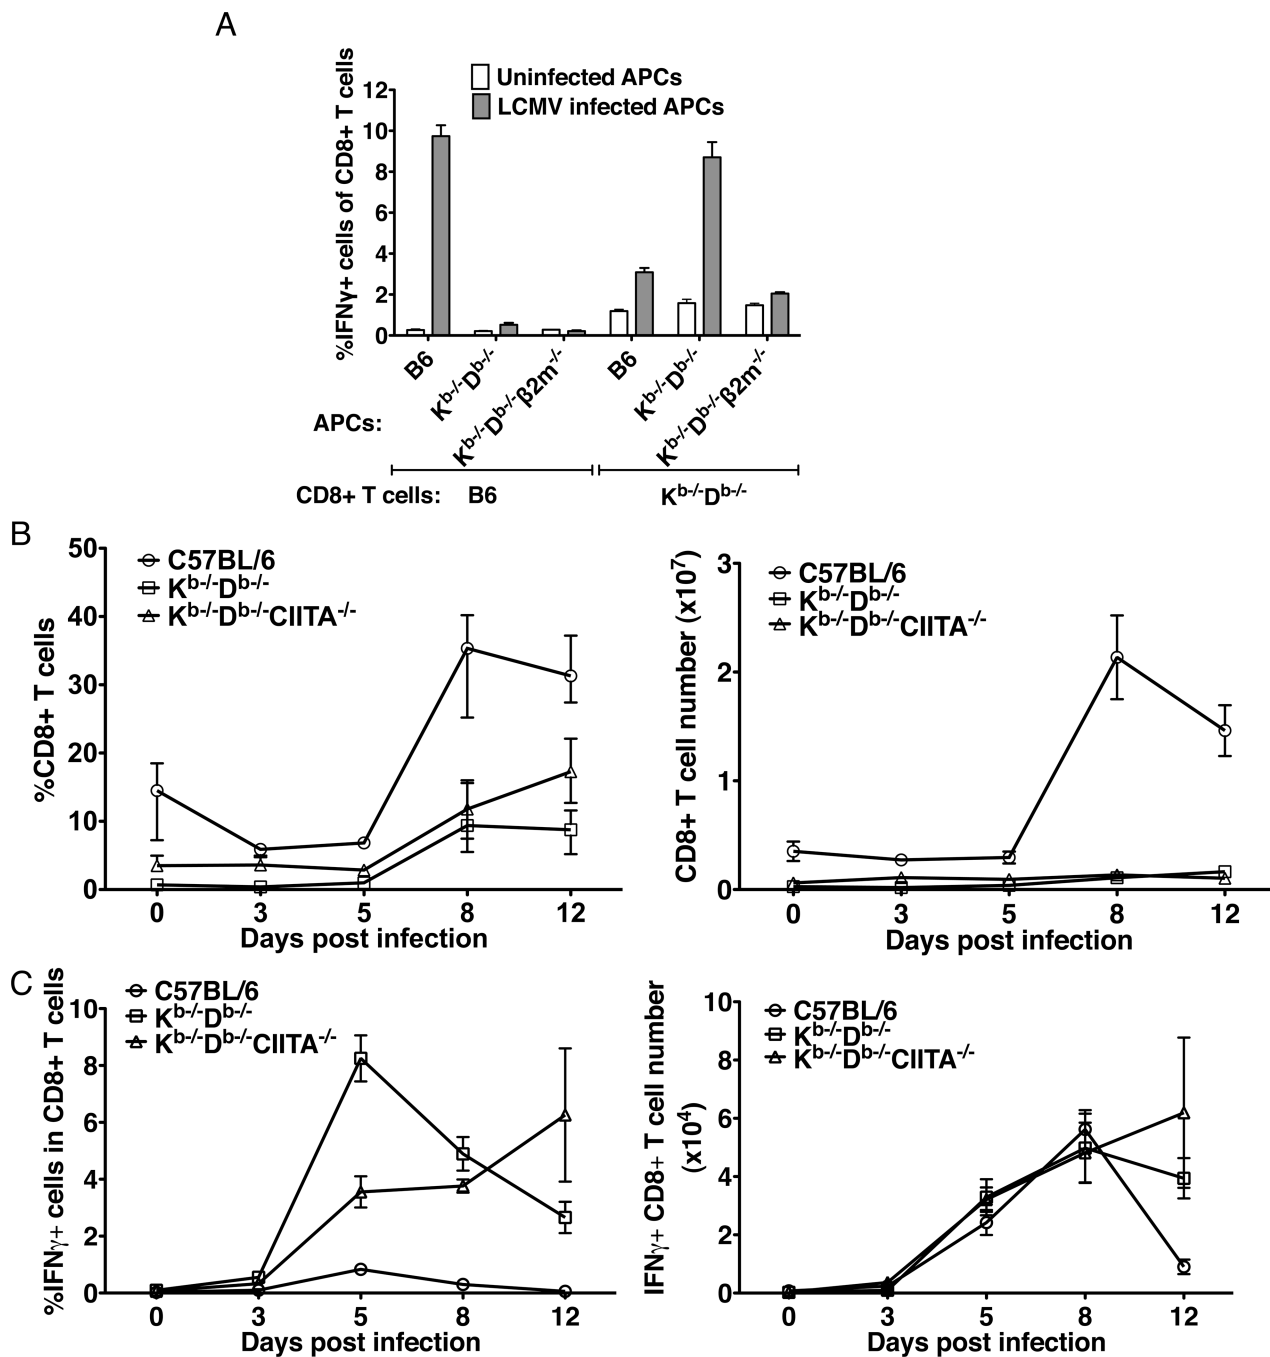 A
Uninfected APCs
LCMV infected APCs
%IFNγ+ cells of CD8+ T cells
12
10
8
6
4
2
0
B6
Kb-/-Db-/-
Kb-/-Db-/-β2m-/-
B6
Kb-/-Db-/-
Kb-/-Db-/-β2m-/-
APCs:
CD8+ T cells: B6 Kb-/-Db-/-
B
%CD8+ T cells
50
40
30
20
10
0
C57BL/6
Kb-/-Db-/-
Kb-/-Db-/-CIITA-/-
0 3 5 8 12
Days post infection
CD8+ T cell number (x10⁷)
3
2
1
0
C57BL/6
Kb-/-Db-/-
Kb-/-Db-/-CIITA-/-
0 3 5 8 12
Days post infection
C
%IFNγ+ cells in CD8+ T cells
10
8
6
4
2
0
C57BL/6
Kb-/-Db-/-
Kb-/-Db-/-CIITA-/-
0 3 5 8 12
Days post infection
IFNγ+ CD8+ T cell number
(x10⁴)
10
8
6
4
2
0
C57BL/6
Kb-/-Db-/-
Kb-/-Db-/-CIITA-/-
0 3 5 8 12
Days post infection